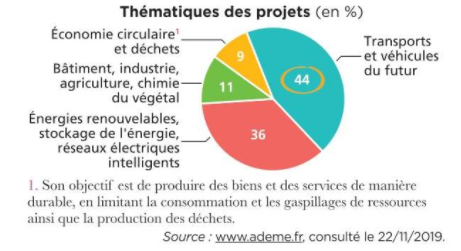 Thématiques des projets (en %)
Économie circulaire¹
et déchets
9
Transports
et véhicules
du futur
44
Bâtiment, industrie,
agriculture, chimie
du végétal
11
Énergies renouvelables,
stockage de l'énergie,
réseaux électriques
intelligents
36
1. Son objectif est de produire des biens et des services de manière
durable, en limitant la consommation et les gaspillages de ressources
ainsi que la production des déchets.
Source : www.ademe.fr, consulté le 22/11/2019.